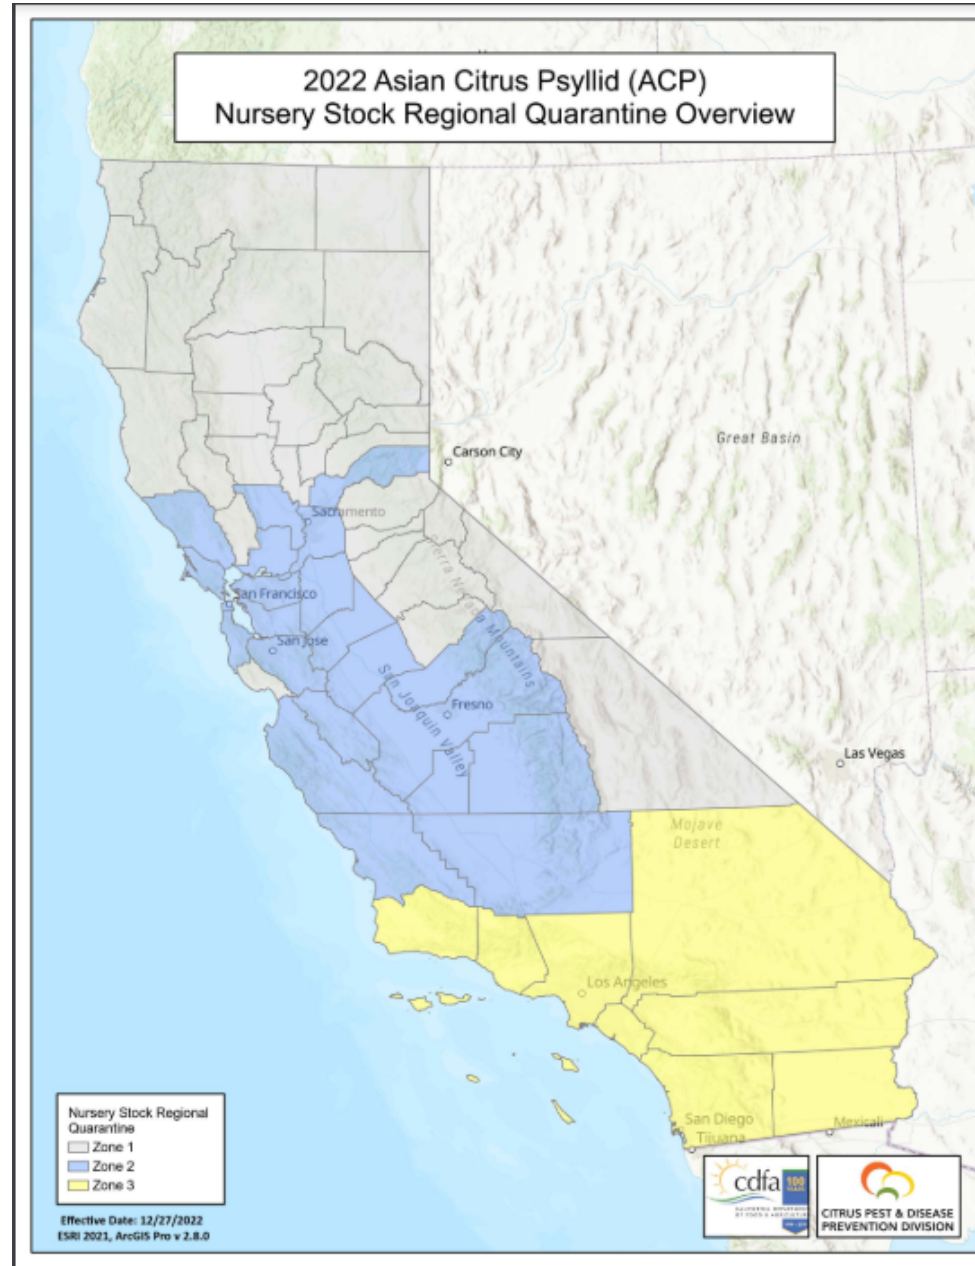 2022 Asian Citrus Psyllid (ACP)
Nursery Stock Regional Quarantine Overview
Carson City
Great Basin
Sacramento
San Francisco
San Jose
Mountains
San Joaquin Valley
Fresno
Las Vegas
Mojave
Desert
Los Angeles
San Diego
Tijuana
Mexicali
Nursery Stock Regional
Quarantine
Zone 1
Zone 2
Zone 3
Effective Date: 12/27/2022
ESRI 2021, ArcGIS Pro v 2.8.0
cdfa
100
CITRUS PEST & DISEASE
PREVENTION DIVISION